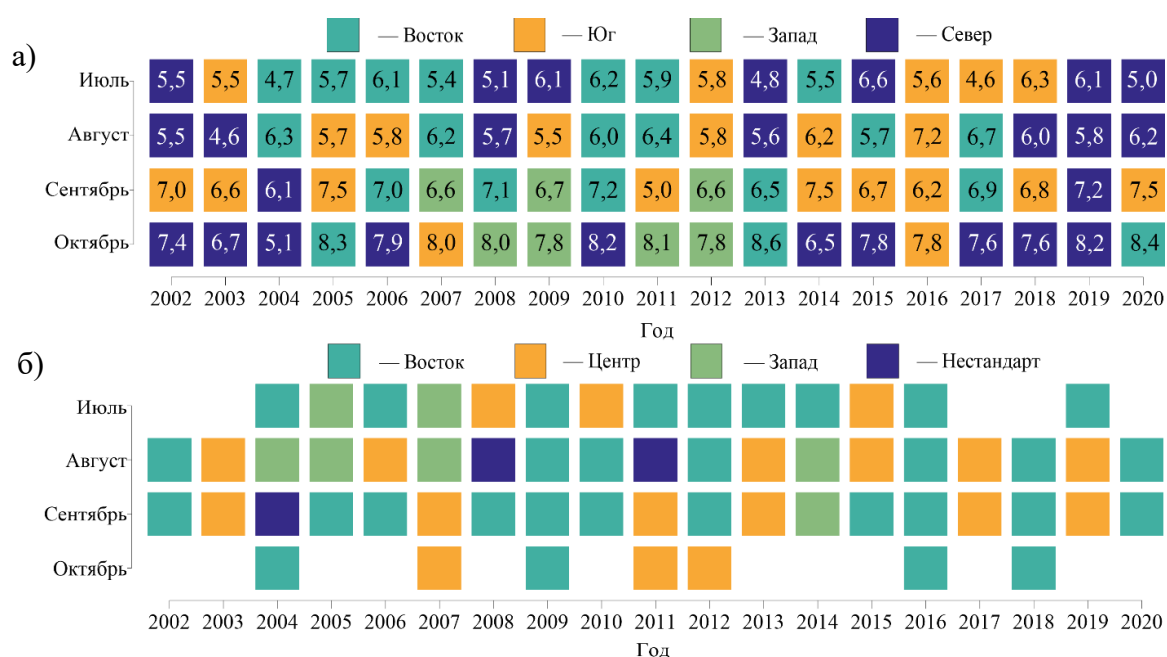 — Восток — Юг — Запад — Север
а)
Июль 5,5 5,5 4,7 5,7 6,1 5,4 5,1 6,1 6,2 5,9 5,8 4,8 5,5 6,6 5,6 4,6 6,3 6,1 5,0
Август 5,5 4,6 6,3 5,7 5,8 6,2 5,7 5,5 6,0 6,4 5,8 5,6 6,2 5,7 7,2 6,7 6,0 5,8 6,2
Сентябрь 7,0 6,6 6,1 7,5 7,0 6,6 7,1 6,7 7,2 5,0 6,6 6,5 7,5 6,7 6,2 6,9 6,8 7,2 7,5
Октябрь 7,4 6,7 5,1 8,3 7,9 8,0 8,0 7,8 8,2 8,1 7,8 8,6 6,5 7,8 7,8 7,6 7,6 8,2 8,4
2002 2003 2004 2005 2006 2007 2008 2009 2010 2011 2012 2013 2014 2015 2016 2017 2018 2019 2020
Год
б)
— Восток — Центр — Запад — Нестандарт
Июль
Август
Сентябрь
Октябрь
2002 2003 2004 2005 2006 2007 2008 2009 2010 2011 2012 2013 2014 2015 2016 2017 2018 2019 2020
Год